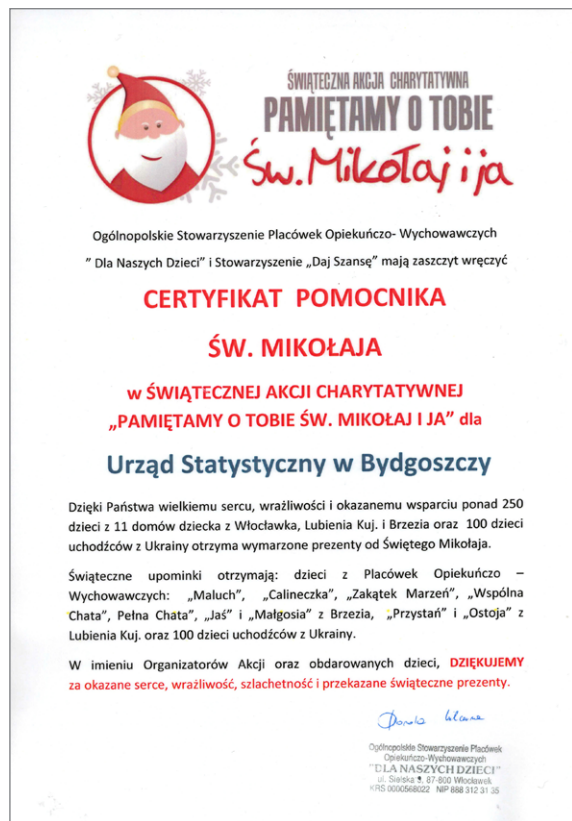 ŚWIĄTECZNA AKCJA CHARYTATYWNA
PAMIĘTAMY O TOBIE
Św. Mikołaj i ja
Ogólnopolskie Stowarzyszenie Placówek Opiekuńczo- Wychowawczych
" Dla Naszych Dzieci" i Stowarzyszenie „Daj Szansę" mają zaszczyt wręczyć
CERTYFIKAT POMOCNIKA
ŚW. MIKOŁAJA
w ŚWIĄTECZNEJ AKCJI CHARYTATYWNEJ
„PAMIĘTAMY O TOBIE ŚW. MIKOŁAJ I JA" dla
Urząd Statystyczny w Bydgoszczy
Dzięki Państwa wielkiemu sercu, wrażliwości i okazanemu wsparciu ponad 250
dzieci z 11 domów dziecka z Włocławka, Lubienia Kuj. i Brzezia oraz 100 dzieci
uchodźców z Ukrainy otrzyma wymarzone prezenty od Świętego Mikołaja.
Świąteczne upominki otrzymają: dzieci z Placówek Opiekuńczo –
Wychowawczych: „Maluch", „Calineczka", „Zakątek Marzeń", „Wspólna
Chata", Pełna Chata", „Jaś" i „Małgosia" z Brzezia, „Przystań" i „Ostoja" z
Lubienia Kuj. oraz 100 dzieci uchodźców z Ukrainy.
W imieniu Organizatorów Akcji oraz obdarowanych dzieci, DZIĘKUJEMY
za okazane serce, wrażliwość, szlachetność i przekazane świąteczne prezenty.
Dorota
Ogólnopolskie Stowarzyszenie Placówek
Opiekuńczo-Wychowawczych
"DLA NASZYCH DZIECI"
ul. Sielska 9, 87-800 Włocławek
KRS 0000568022 NIP 888 312 31 35